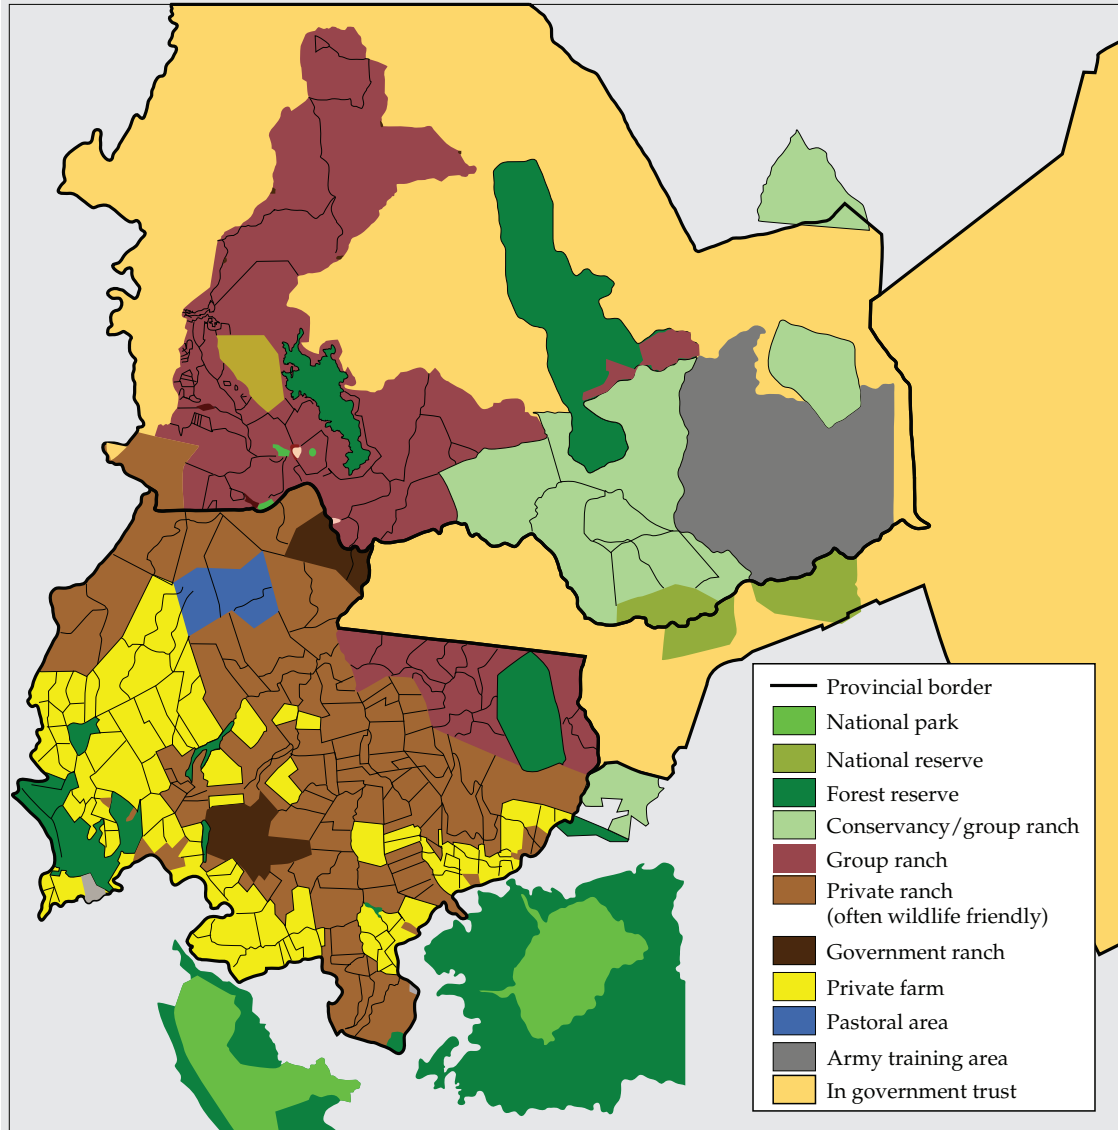 Provincial border
National park
National reserve
Forest reserve
Conservancy/group ranch
Group ranch
Private ranch
(often wildlife friendly)
Government ranch
Private farm
Pastoral area
Army training area
In government trust